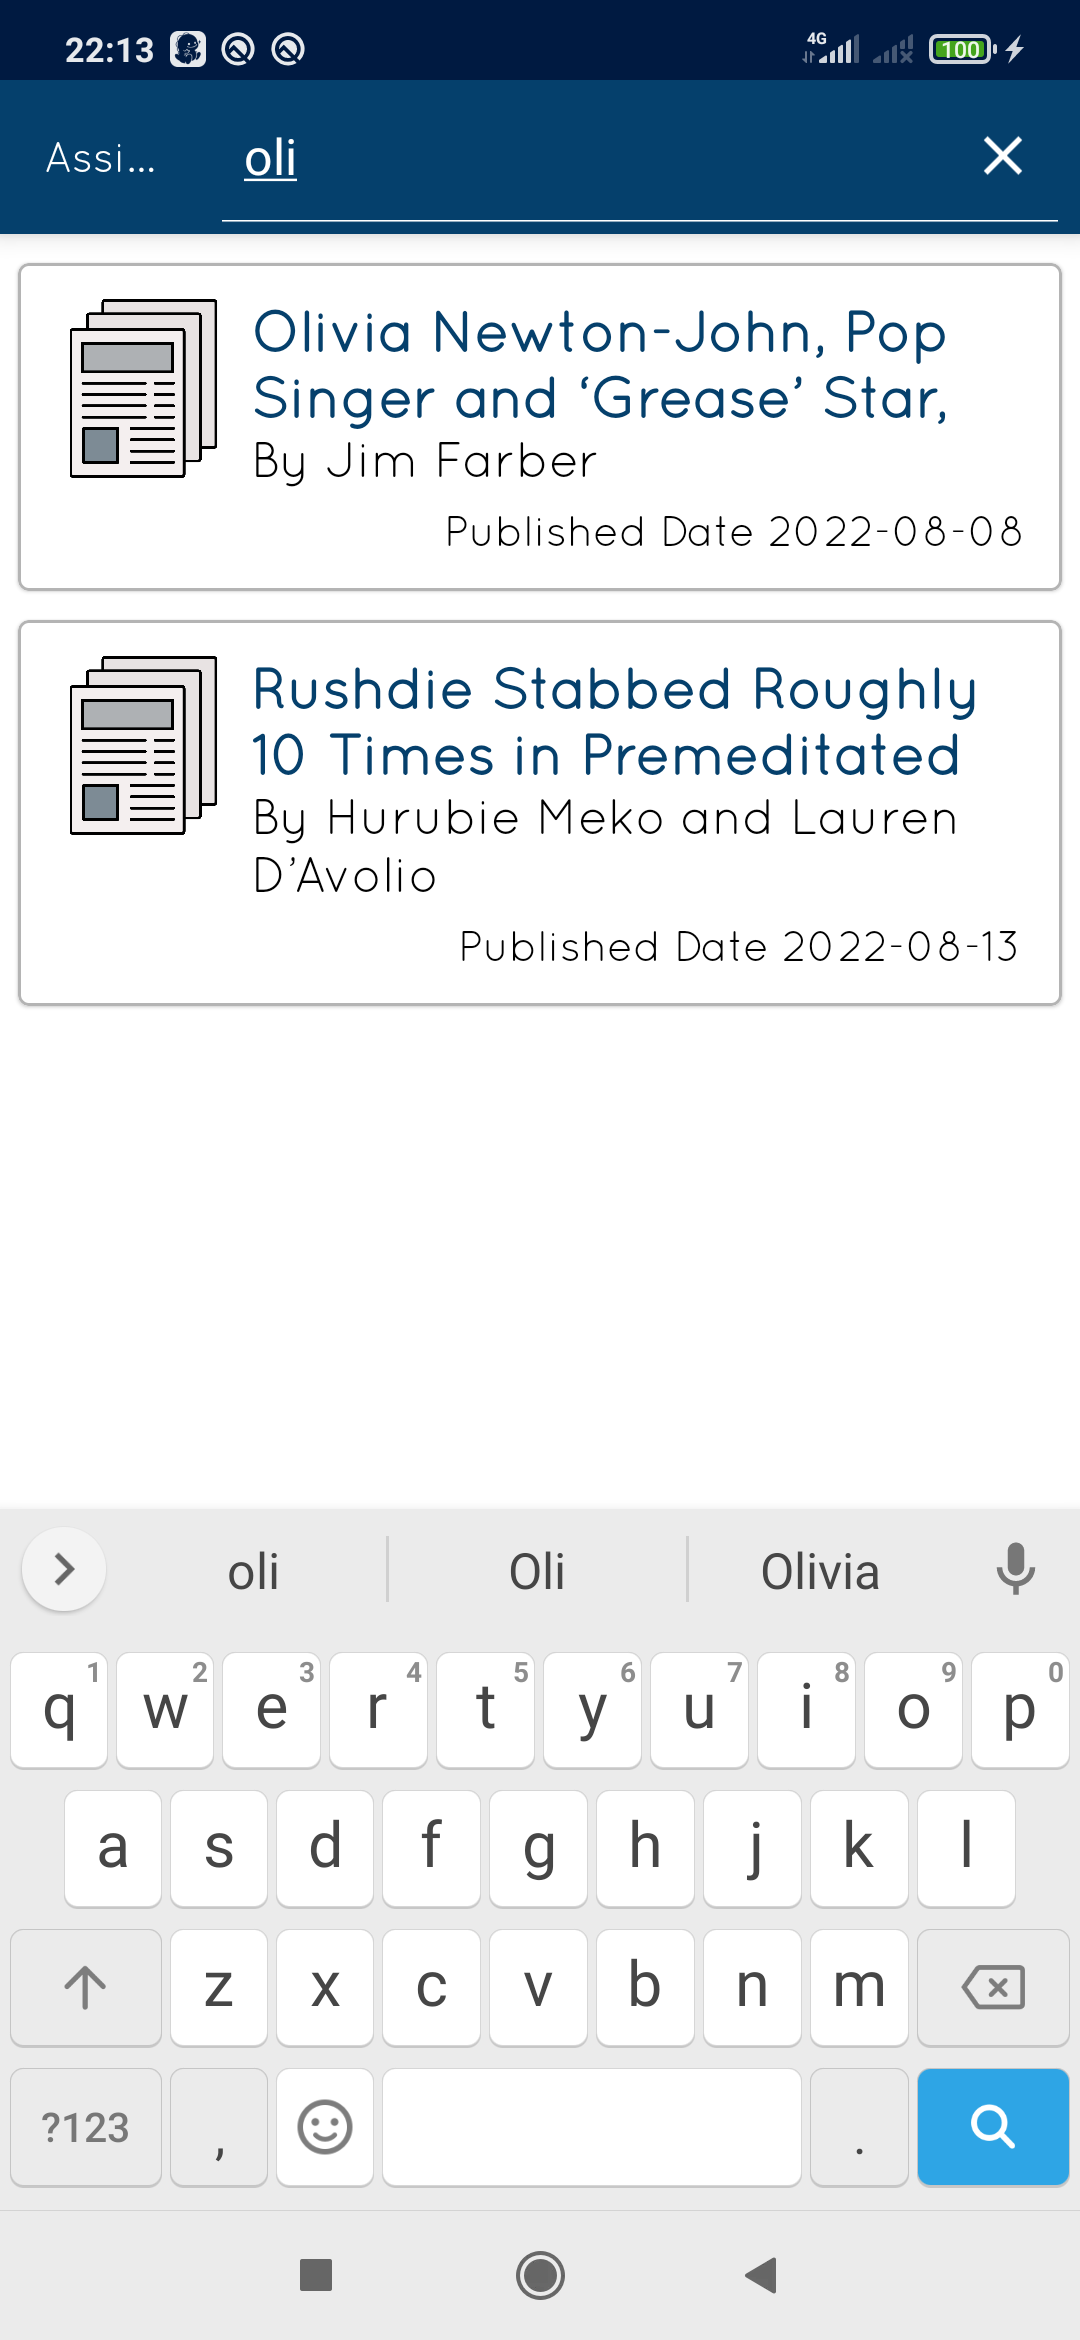 22:13
4G
100
Assi...
oli
Olivia Newton-John, Pop
Singer and ‘Grease’ Star,
By Jim Farber
Published Date 2022-08-08
Rushdie Stabbed Roughly
10 Times in Premeditated
By Hurubie Meko and Lauren
D’Avolio
Published Date 2022-08-13
oli Oli Olivia
q 1 w 2 e 3 r 4 t 5 y 6 u 7 i 8 o 9 p 0
a s d f g h j k l
z x c v b n m
?123 , .